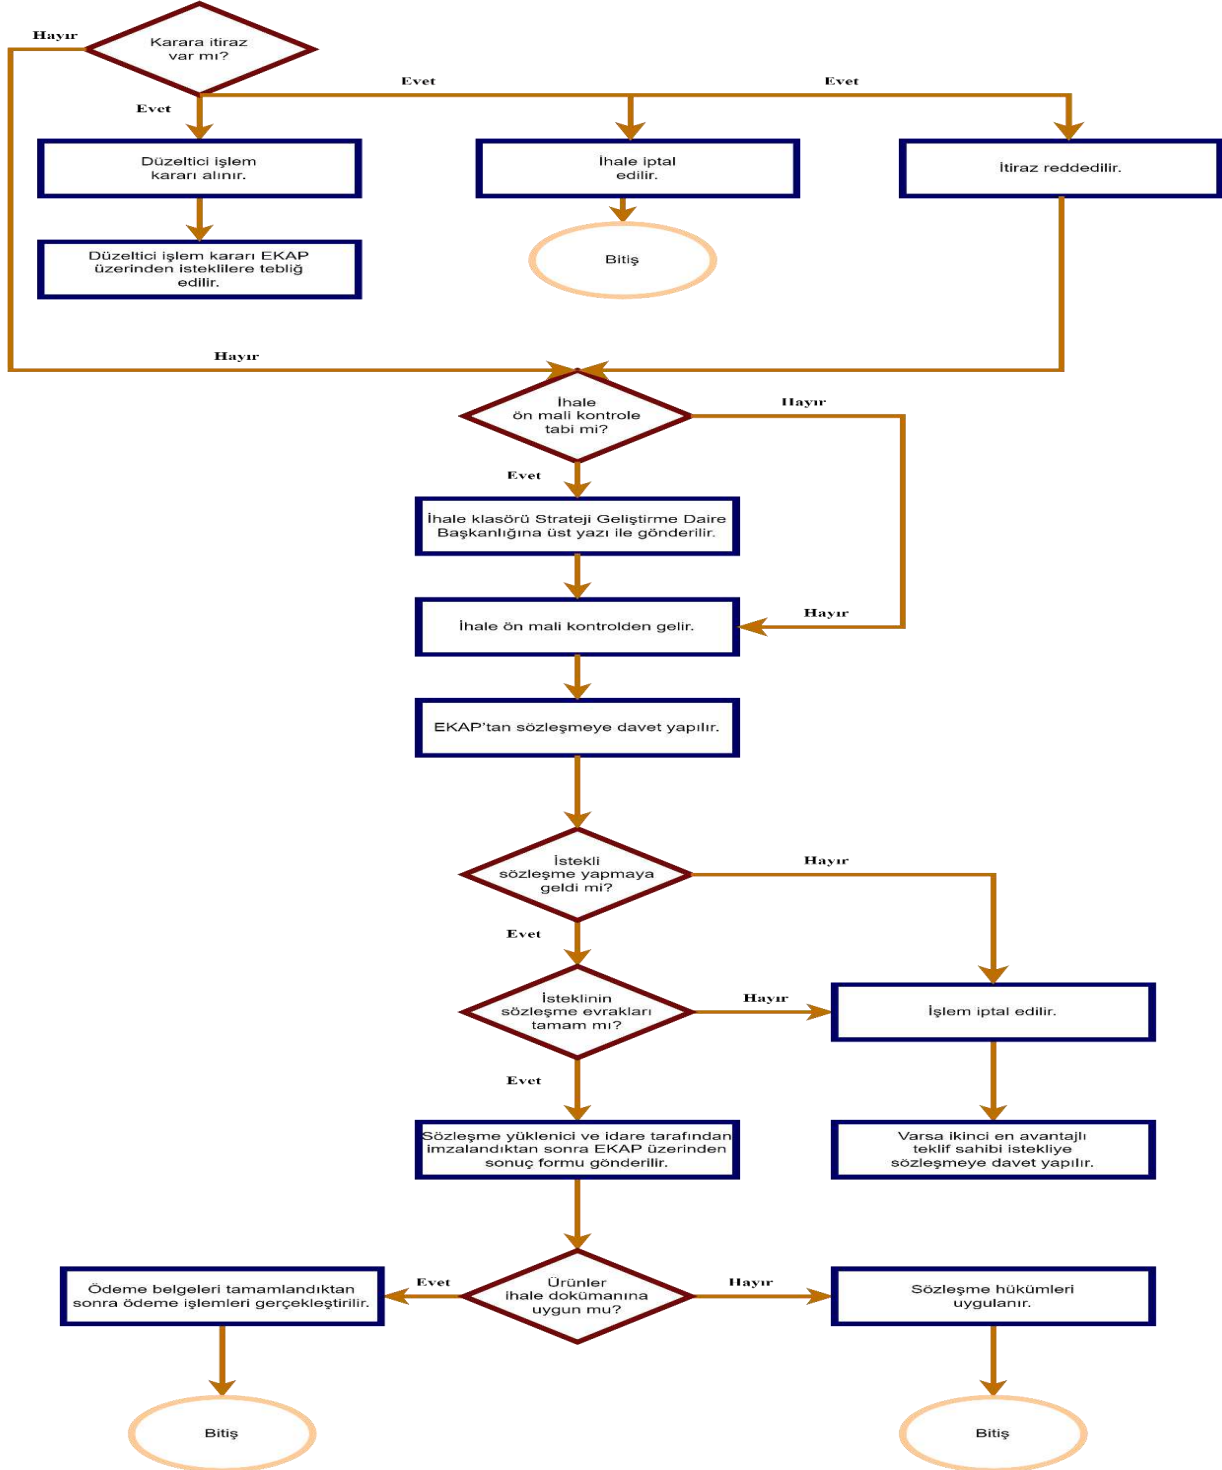 Hayır
Karara itiraz
var mı?
Evet
Evet
Evet
Düzeltici işlem
kararı alınır.
İhale iptal
edilir.
İtiraz reddedilir.
Düzeltici işlem kararı EKAP
üzerinden isteklilere tebliğ
edilir.
Bitiş
Hayır
İhale
ön mali kontrole
tabi mi?
Hayır
Evet
İhale klasörü Strateji Geliştirme Daire
Başkanlığına üst yazı ile gönderilir.
İhale ön mali kontrolden gelir.
Hayır
EKAP'tan sözleşmeye davet yapılır.
İstekli
sözleşme yapmaya
geldi mi?
Hayır
Evet
İsteklinin
sözleşme evrakları
tamam mı?
Hayır
İşlem iptal edilir.
Evet
Sözleşme yüklenici ve idare tarafından
imzalandıktan sonra EKAP üzerinden
sonuç formu gönderilir.
Varsa ikinci en avantajlı
teklif sahibi istekliye
sözleşmeye davet yapılır.
Ödeme belgeleri tamamlandıktan
sonra ödeme işlemleri gerçekleştirilir.
Evet
Ürünler
ihale dokümanına
uygun mu?
Hayır
Sözleşme hükümleri
uygulanır.
Bitiş
Bitiş